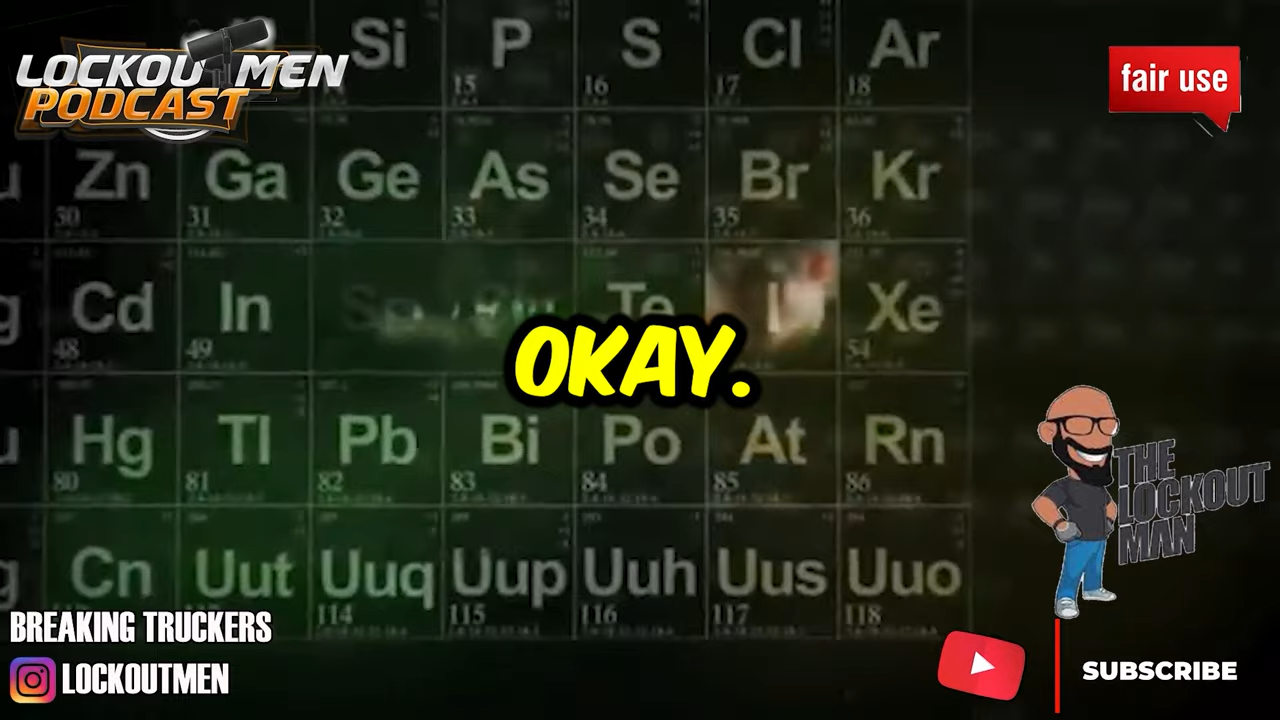 LOCKOUTMEN
PODCAST
fair use
Si P S Cl Ar
15 16 17 18
Zn Ga Ge As Se Br Kr
30 31 32 33 34 35 36
Cd In Te Xe
48 49 54
OKAY.
Hg Tl Pb Bi Po At Rn
80 81 82 83 84 85 86
Cn Uut Uuq Uup Uuh Uus Uuo
114 115 116 117 118
THE
LOCKOUT
MAN
BREAKING TRUCKERS
LOCKOUTMEN
SUBSCRIBE